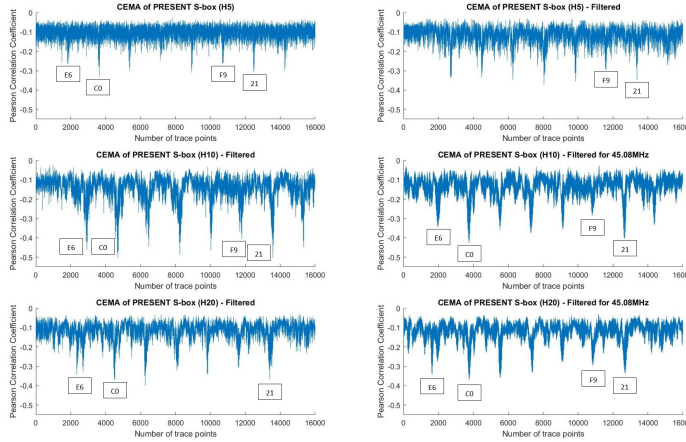 CEMA of PRESENT S-box (H5)
0
-0.1
-0.2
-0.3
-0.4
-0.5
Pearson Correlation Coefficient
E6
C0
F9
21
0 2000 4000 6000 8000 10000 12000 14000 16000
Number of trace points
CEMA of PRESENT S-box (H5) - Filtered
0
-0.1
-0.2
-0.3
-0.4
-0.5
Pearson Correlation Coefficient
F9
21
0 2000 4000 6000 8000 10000 12000 14000 16000
Number of trace points
CEMA of PRESENT S-box (H10) - Filtered
0
-0.1
-0.2
-0.3
-0.4
-0.5
Pearson Correlation Coefficient
E6
C0
F9
21
0 2000 4000 6000 8000 10000 12000 14000 16000
Number of trace points
CEMA of PRESENT S-box (H10) - Filtered for 45.08MHz
0
-0.1
-0.2
-0.3
-0.4
-0.5
Pearson Correlation Coefficient
E6
C0
F9
21
0 2000 4000 6000 8000 10000 12000 14000 16000
Number of trace points
CEMA of PRESENT S-box (H20) - Filtered
0
-0.1
-0.2
-0.3
-0.4
-0.5
Pearson Correlation Coefficient
E6
C0
21
0 2000 4000 6000 8000 10000 12000 14000 16000
Number of trace points
CEMA of PRESENT S-box (H20) - Filtered for 45.08MHz
0
-0.1
-0.2
-0.3
-0.4
-0.5
Pearson Correlation Coefficient
E6
C0
F9
21
0 2000 4000 6000 8000 10000 12000 14000 16000
Number of trace points